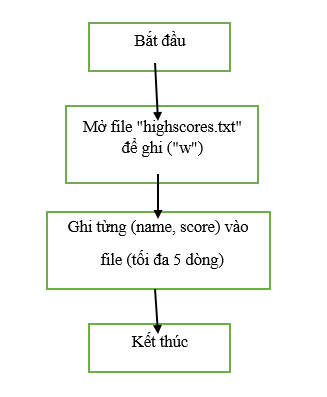 Bắt đầu
Mở file "highscores.txt"
để ghi ("w")
Ghi từng (name, score) vào
file (tối đa 5 dòng)
Kết thúc